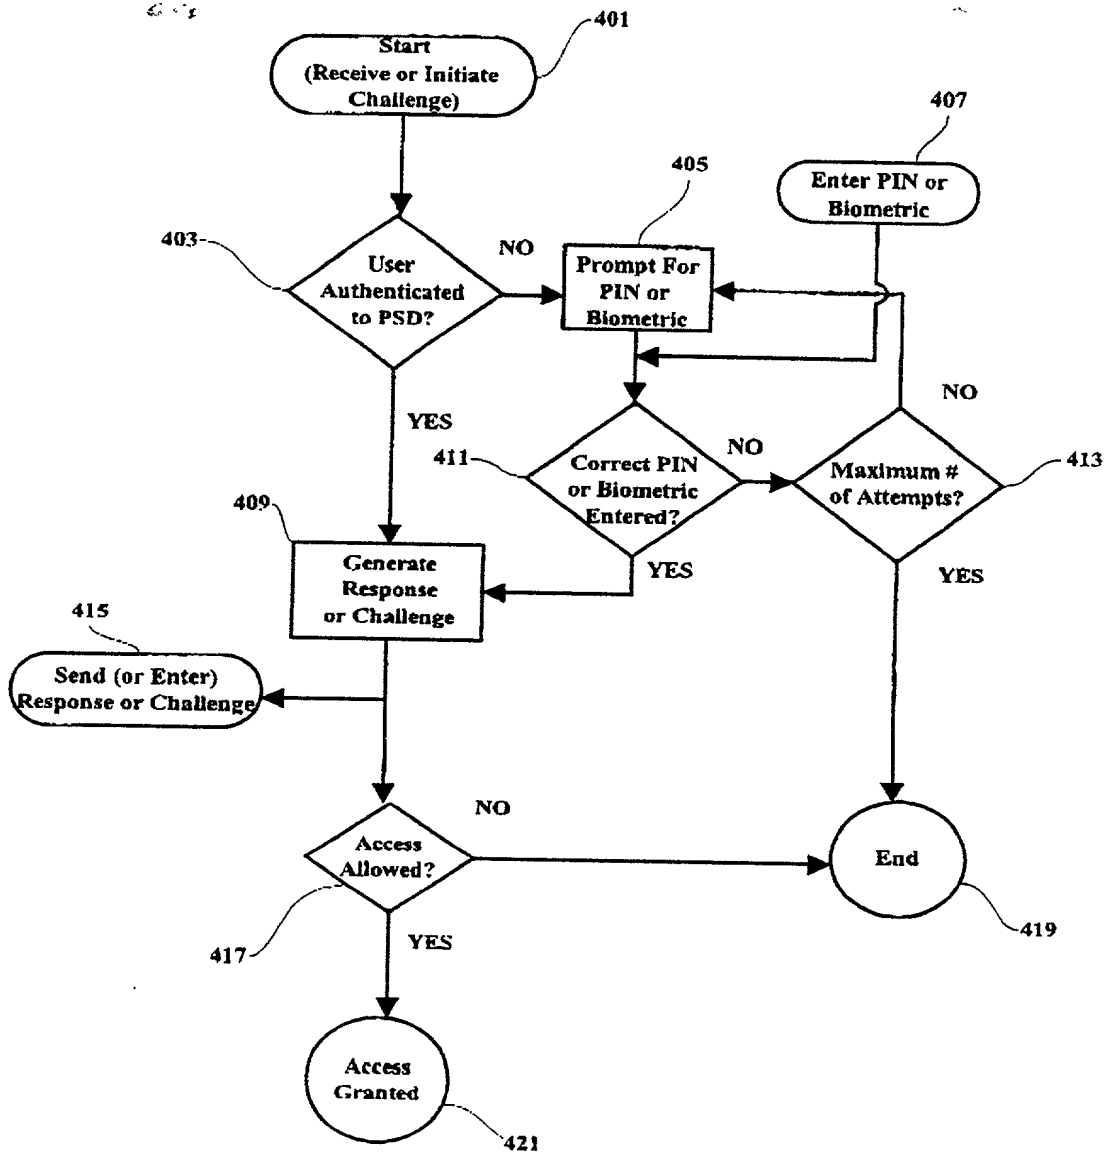 401
Start
(Receive or Initiate
Challenge)
407
Enter PIN or
Biometric
405
403
NO
User
Authenticated
to PSD?
Prompt For
PIN or
Biometric
YES
NO
411
Correct PIN
or Biometric
Entered?
NO
Maximum #
of Attempts?
413
409
YES
YES
Generate
Response
or Challenge
415
Send (or Enter)
Response or Challenge
NO
Access
Allowed?
End
417
YES
419
Access
Granted
421